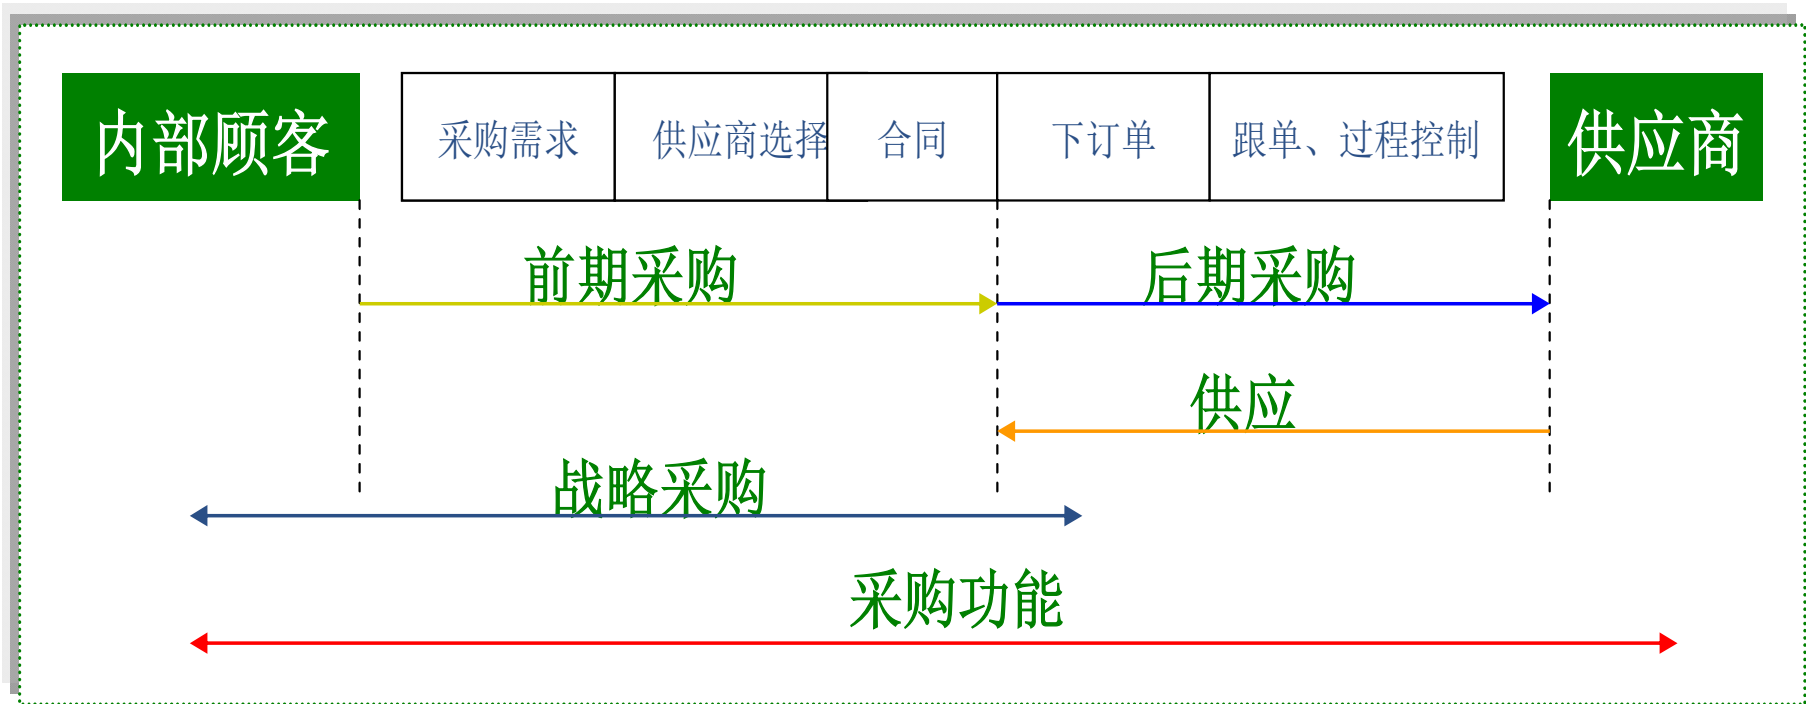 内部顾客
采购需求
供应商选择
合同
下订单
跟单、过程控制
供应商
前期采购
后期采购
供应
战略采购
采购功能